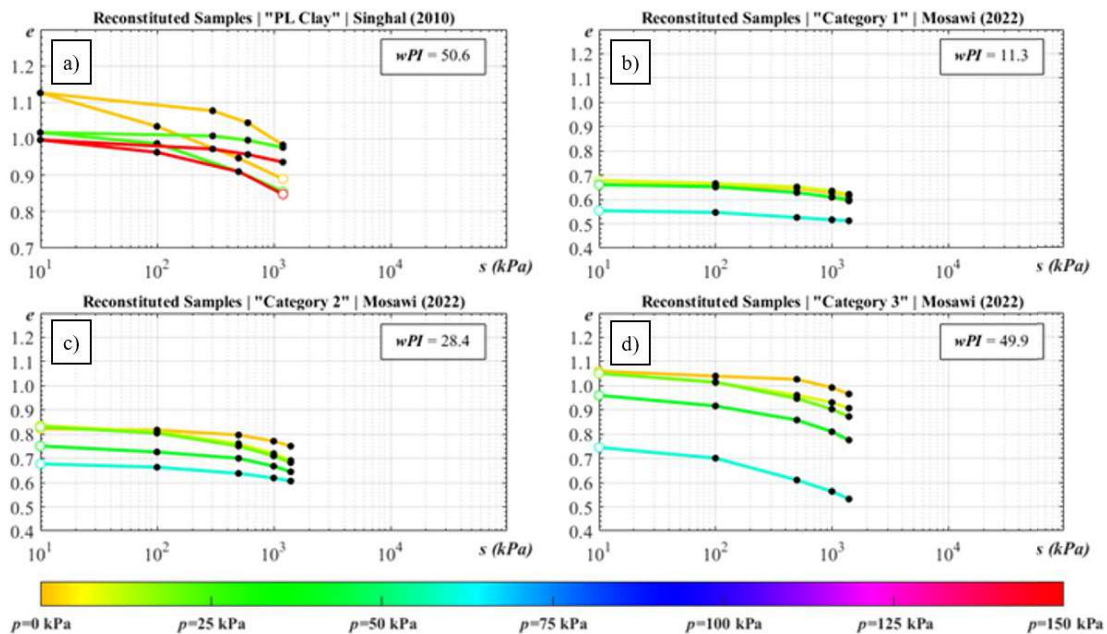 Reconstituted Samples | "PL Clay" | Singhal (2010)
e
a)
wPI = 50.6
1.2
1.1
1.0
0.9
0.8
0.7
10¹ 10² 10³ 10⁴ s (kPa)
Reconstituted Samples | "Category 1" | Mosawi (2022)
e
b)
wPI = 11.3
1.2
1.1
1.0
0.9
0.8
0.7
0.6
0.5
0.4
10¹ 10² 10³ 10⁴ s (kPa)
Reconstituted Samples | "Category 2" | Mosawi (2022)
e
c)
wPI = 28.4
1.2
1.1
1.0
0.9
0.8
0.7
0.6
0.5
0.4
10¹ 10² 10³ 10⁴ s (kPa)
Reconstituted Samples | "Category 3" | Mosawi (2022)
e
d)
wPI = 49.9
1.2
1.1
1.0
0.9
0.8
0.7
0.6
0.5
0.4
10¹ 10² 10³ 10⁴ s (kPa)
p=0 kPa p=25 kPa p=50 kPa p=75 kPa p=100 kPa p=125 kPa p=150 kPa